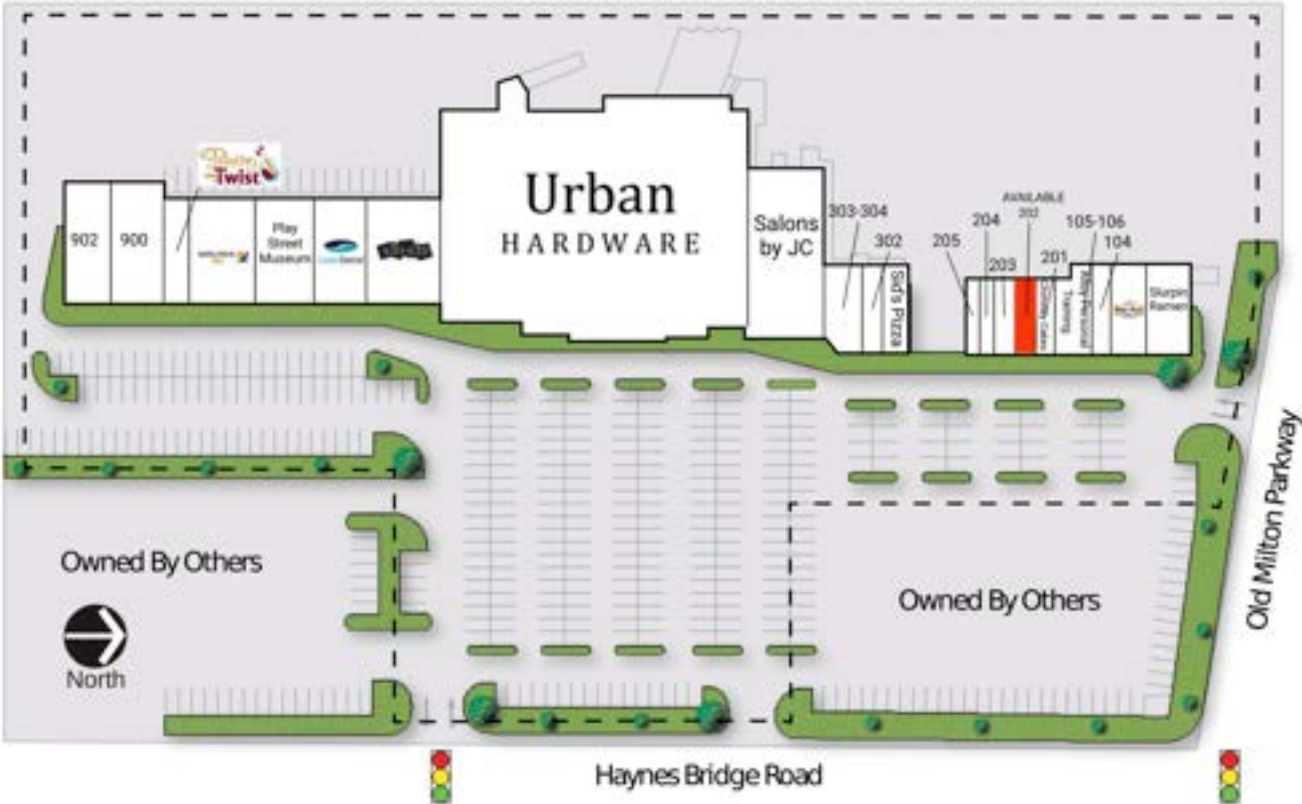 Twist
902
900
Play
Street
Museum
Urban
HARDWARE
Salons
by JC
303-304
302
Sid's Pizza
205
204
203
AVAILABLE
202
201
105-106
104
Training
Slurpin
Ramen
Old Milton Parkway
Owned By Others
Owned By Others
North
Haynes Bridge Road